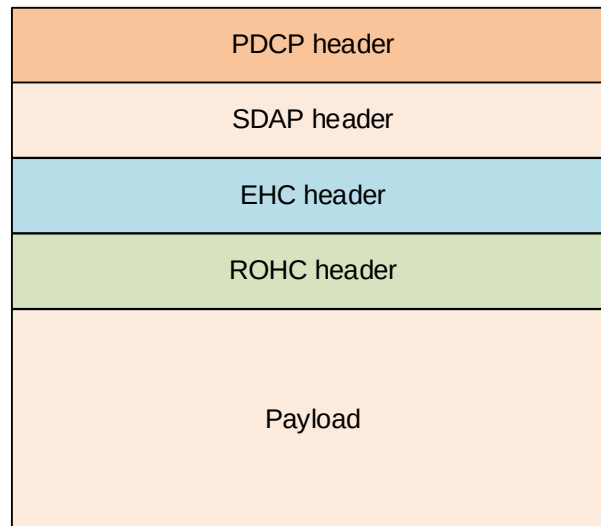 PDCP header
SDAP header
EHC header
ROHC header
Payload